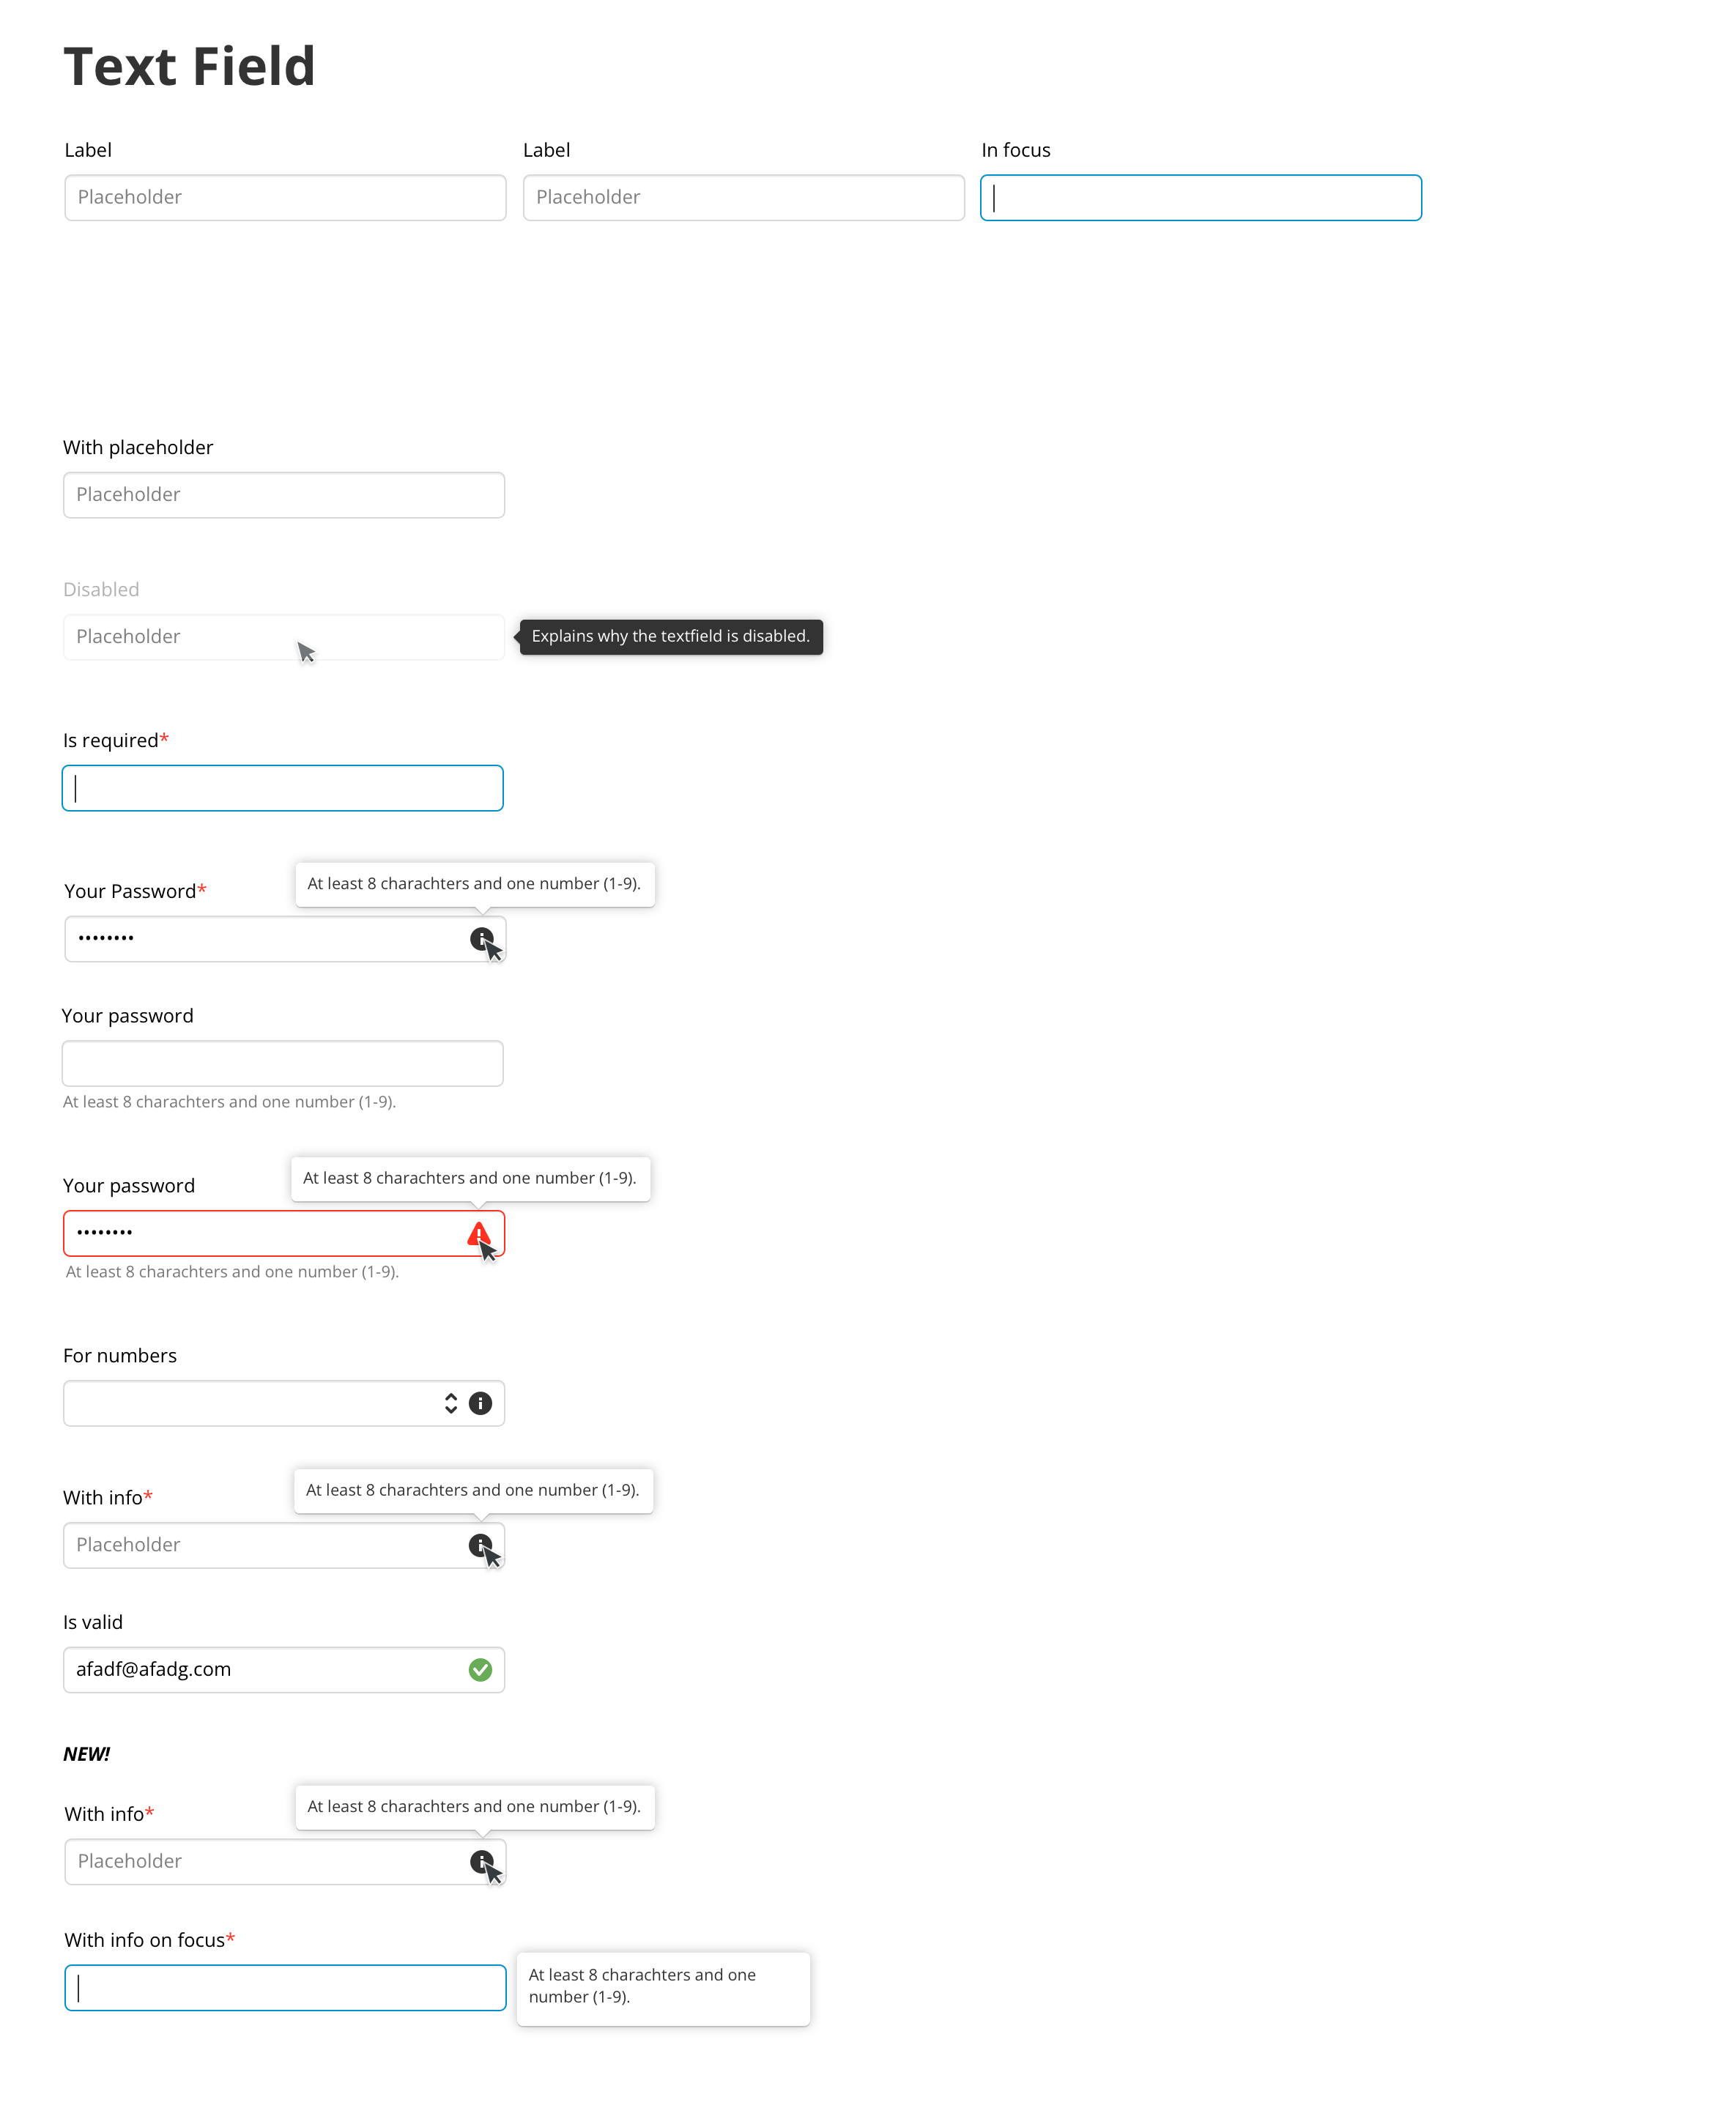 Text Field
Label
Label
In focus
Placeholder
Placeholder
With placeholder
Placeholder
Disabled
Placeholder
Explains why the textfield is disabled.
Is required*
At least 8 charachters and one number (1-9).
Your Password*
••••••••
Your password
At least 8 charachters and one number (1-9).
At least 8 charachters and one number (1-9).
Your password
••••••••
At least 8 charachters and one number (1-9).
For numbers
At least 8 charachters and one number (1-9).
With info*
Placeholder
Is valid
afadf@afadg.com
NEW!
At least 8 charachters and one number (1-9).
With info*
Placeholder
With info on focus*
At least 8 charachters and one
number (1-9).